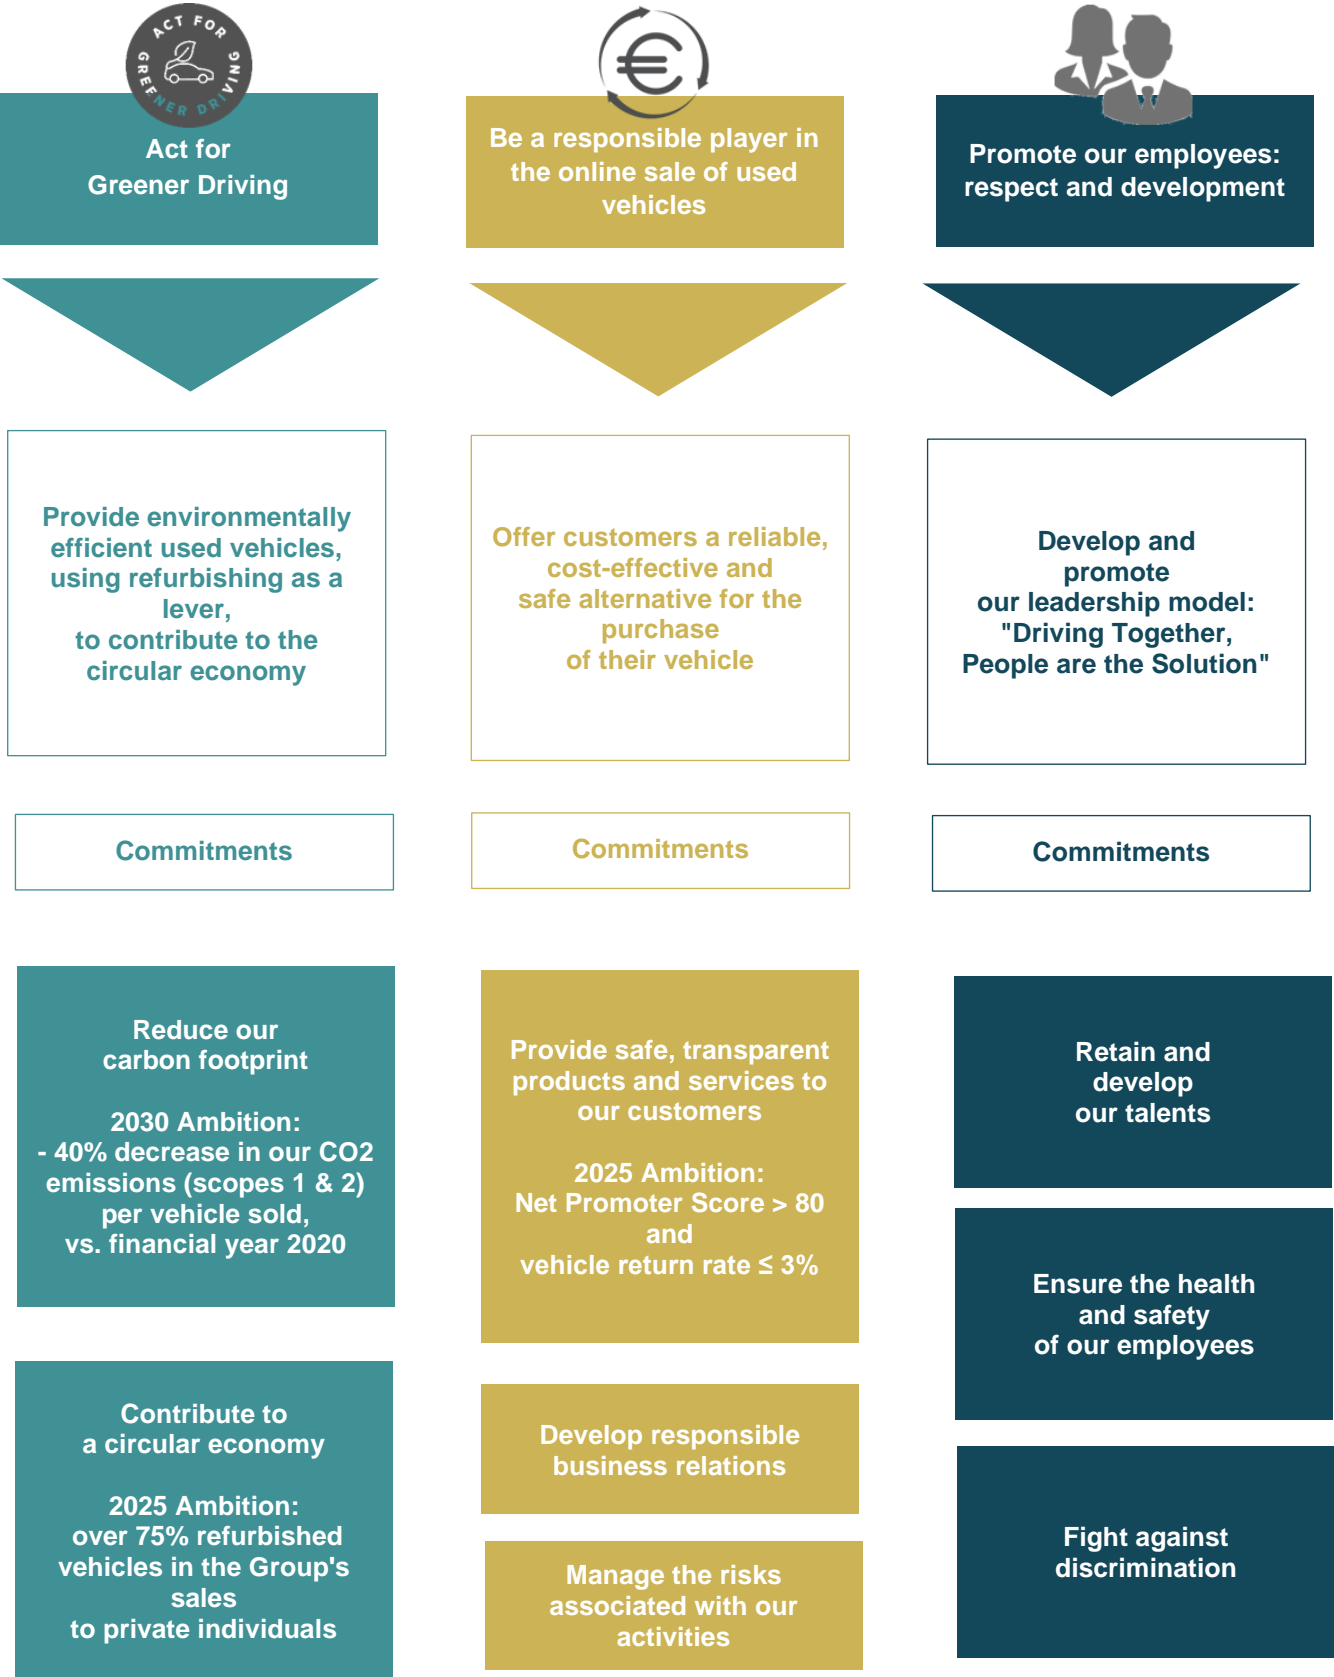 ACT FOR
GREENER DRIVING
Act for
Greener Driving
Provide environmentally
efficient used vehicles,
using refurbishing as a
lever,
to contribute to the
circular economy
Commitments
Reduce our
carbon footprint
2030 Ambition:
- 40% decrease in our CO2
emissions (scopes 1 & 2)
per vehicle sold,
vs. financial year 2020
Contribute to
a circular economy
2025 Ambition:
over 75% refurbished
vehicles in the Group's
sales
to private individuals
€
Be a responsible player in
the online sale of used
vehicles
Offer customers a reliable,
cost-effective and
safe alternative for the
purchase
of their vehicle
Commitments
Provide safe, transparent
products and services to
our customers
2025 Ambition:
Net Promoter Score > 80
and
vehicle return rate ≤ 3%
Develop responsible
business relations
Manage the risks
associated with our
activities
Promote our employees:
respect and development
Develop and
promote
our leadership model:
"Driving Together,
People are the Solution"
Commitments
Retain and
develop
our talents
Ensure the health
and safety
of our employees
Fight against
discrimination